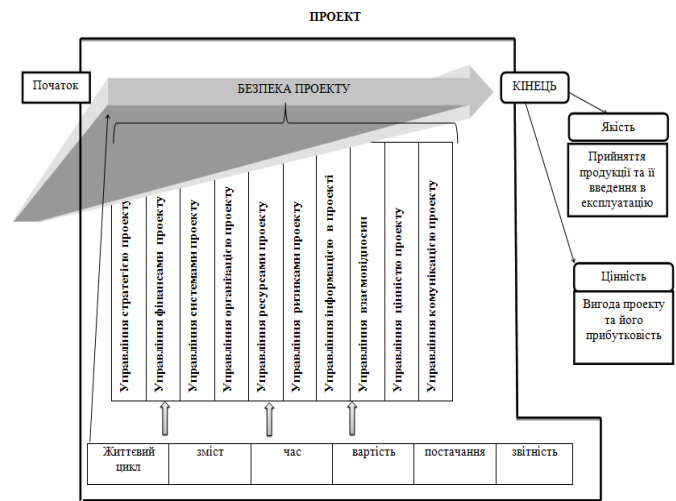 ПРОЕКТ
Початок
БЕЗПЕКА ПРОЕКТУ
КІНЕЦЬ
Якість
Прийняття
продукції та її
введення в
експлуатацію
Цінність
Вигода проекту
та його
прибутковість
Управління стратегією проекту
Управління фінансами проекту
Управління системами проекту
Управління організацією проекту
Управління ресурсами проекту
Управління ризиками проекту
Управління інформацією в проекті
Управління взаємовідносин
Управління цінністю проекту
Управління комунікацією проекту
Життєвий
цикл
зміст
час
вартість
постачання
звітність